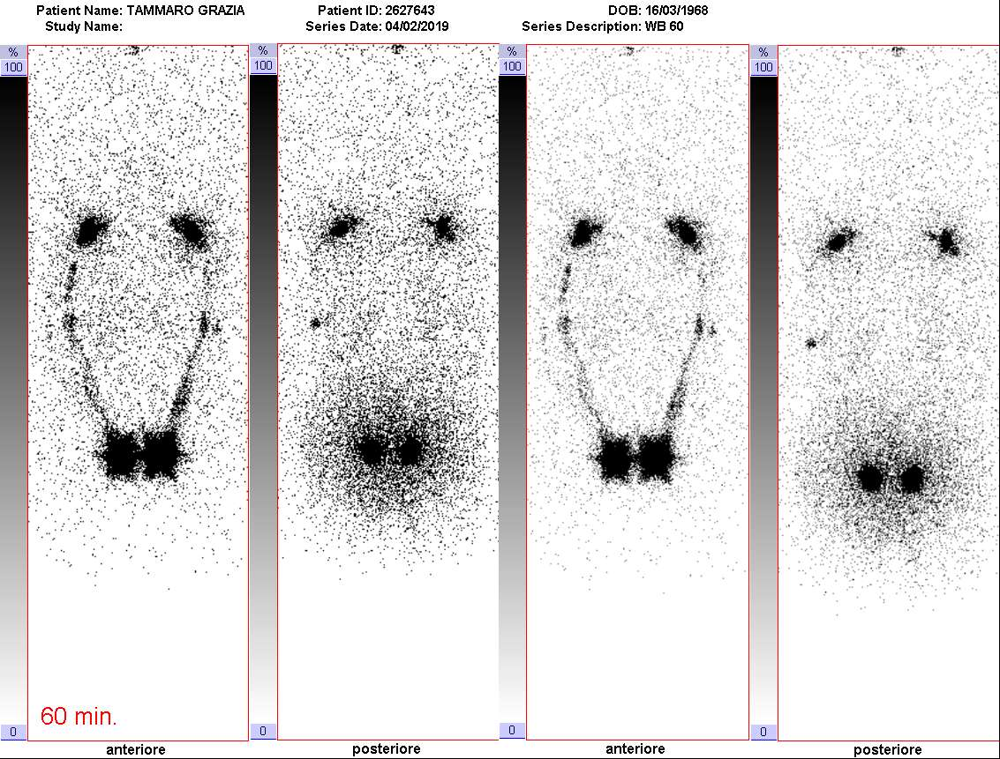 Patient Name: TAMMARO GRAZIA Patient ID: 2627643 DOB: 16/03/1968
Study Name: Series Date: 04/02/2019 Series Description: WB 60
% % % %
100 100 100 100
60 min.
0 0 0 0
anteriore posteriore anteriore posteriore